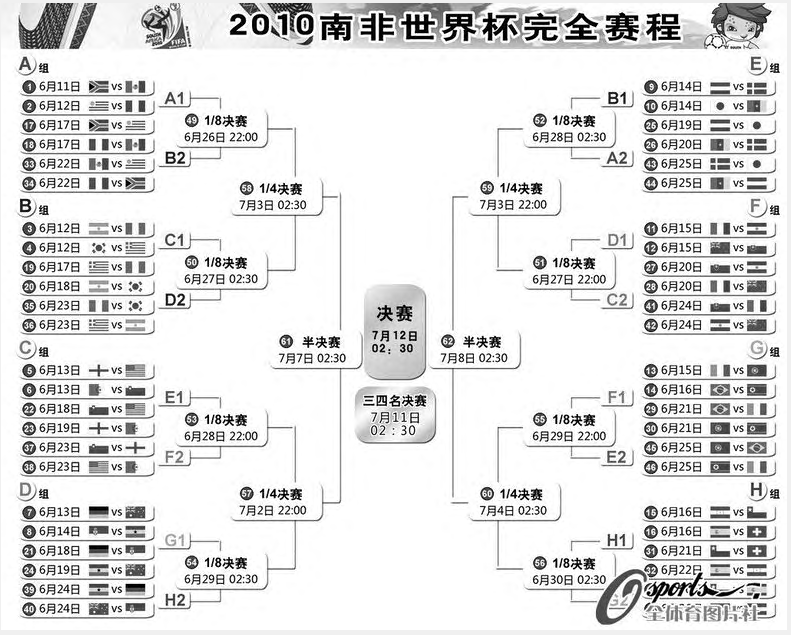 2010南非世界杯完全赛程
A 组
1 6月11日 VS
2 6月12日 VS
17 6月17日 VS
18 6月17日 VS
33 6月22日 VS
34 6月22日 VS
B 组
3 6月12日 VS
4 6月12日 VS
19 6月17日 VS
20 6月18日 VS
35 6月23日 VS
36 6月23日 VS
C 组
5 6月13日 VS
6 6月13日 VS
22 6月18日 VS
23 6月19日 VS
37 6月23日 VS
38 6月23日 VS
D 组
7 6月13日 VS
8 6月14日 VS
21 6月18日 VS
24 6月19日 VS
39 6月24日 VS
40 6月24日 VS
A1
49 1/8决赛
6月26日 22:00
B2
58 1/4决赛
7月3日 02:30
C1
50 1/8决赛
6月27日 02:30
D2
61 半决赛
7月7日 02:30
E1
53 1/8决赛
6月28日 22:00
F2
57 1/4决赛
7月2日 22:00
G1
54 1/8决赛
6月29日 02:30
H2
决赛
7月12日
02：30
三四名决赛
7月11日
02：30
B1
52 1/8决赛
6月28日 02:30
A2
59 1/4决赛
7月3日 22:00
D1
51 1/8决赛
6月27日 22:00
C2
62 半决赛
7月8日 02:30
F1
55 1/8决赛
6月29日 22:00
E2
60 1/4决赛
7月4日 02:30
H1
56 1/8决赛
6月30日 02:30
G2
E 组
9 6月14日 VS
10 6月14日 VS
25 6月19日 VS
26 6月20日 VS
43 6月25日 VS
44 6月25日 VS
F 组
11 6月15日 VS
12 6月15日 VS
27 6月20日 VS
28 6月20日 VS
41 6月24日 VS
42 6月24日 VS
G 组
13 6月15日 VS
14 6月16日 VS
29 6月21日 VS
30 6月21日 VS
45 6月25日 VS
46 6月25日 VS
H 组
15 6月16日 VS
16 6月16日 VS
31 6月21日 VS
32 6月22日 VS
Osports
全体育图片社